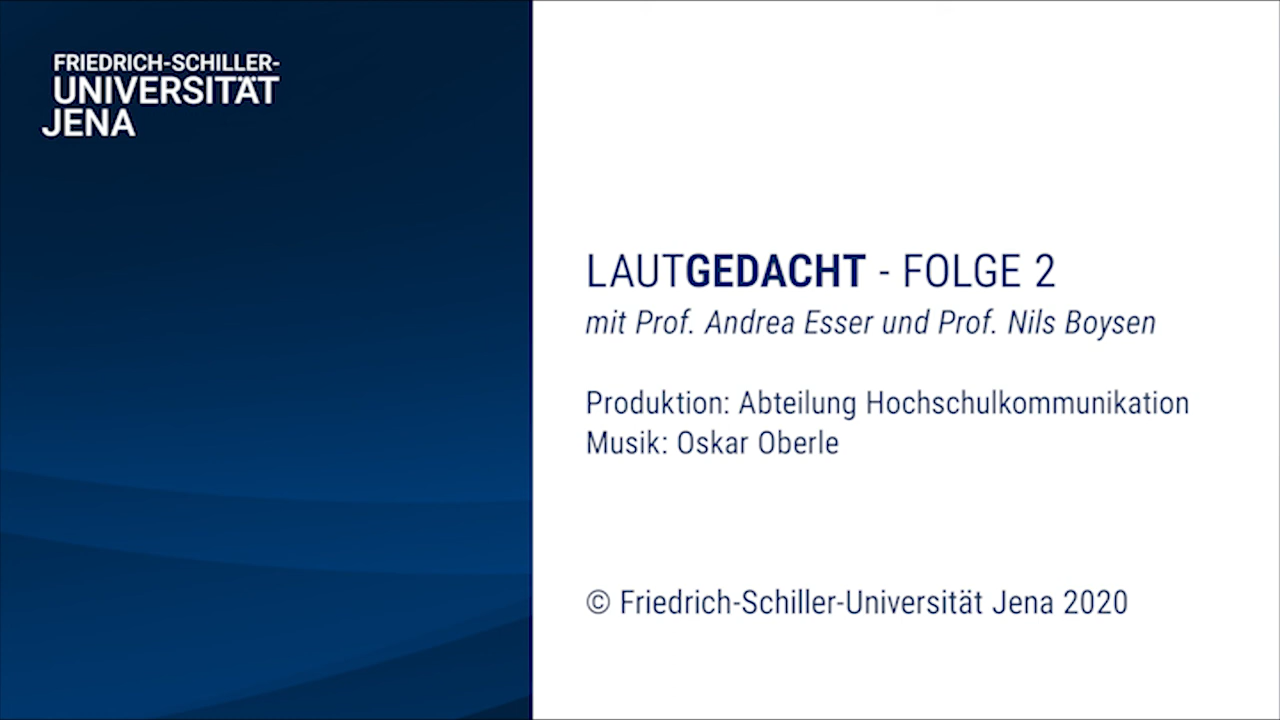 FRIEDRICH-SCHILLER-
UNIVERSITÄT
JENA
LAUTGEDACHT - FOLGE 2
mit Prof. Andrea Esser und Prof. Nils Boysen
Produktion: Abteilung Hochschulkommunikation
Musik: Oskar Oberle
© Friedrich-Schiller-Universität Jena 2020